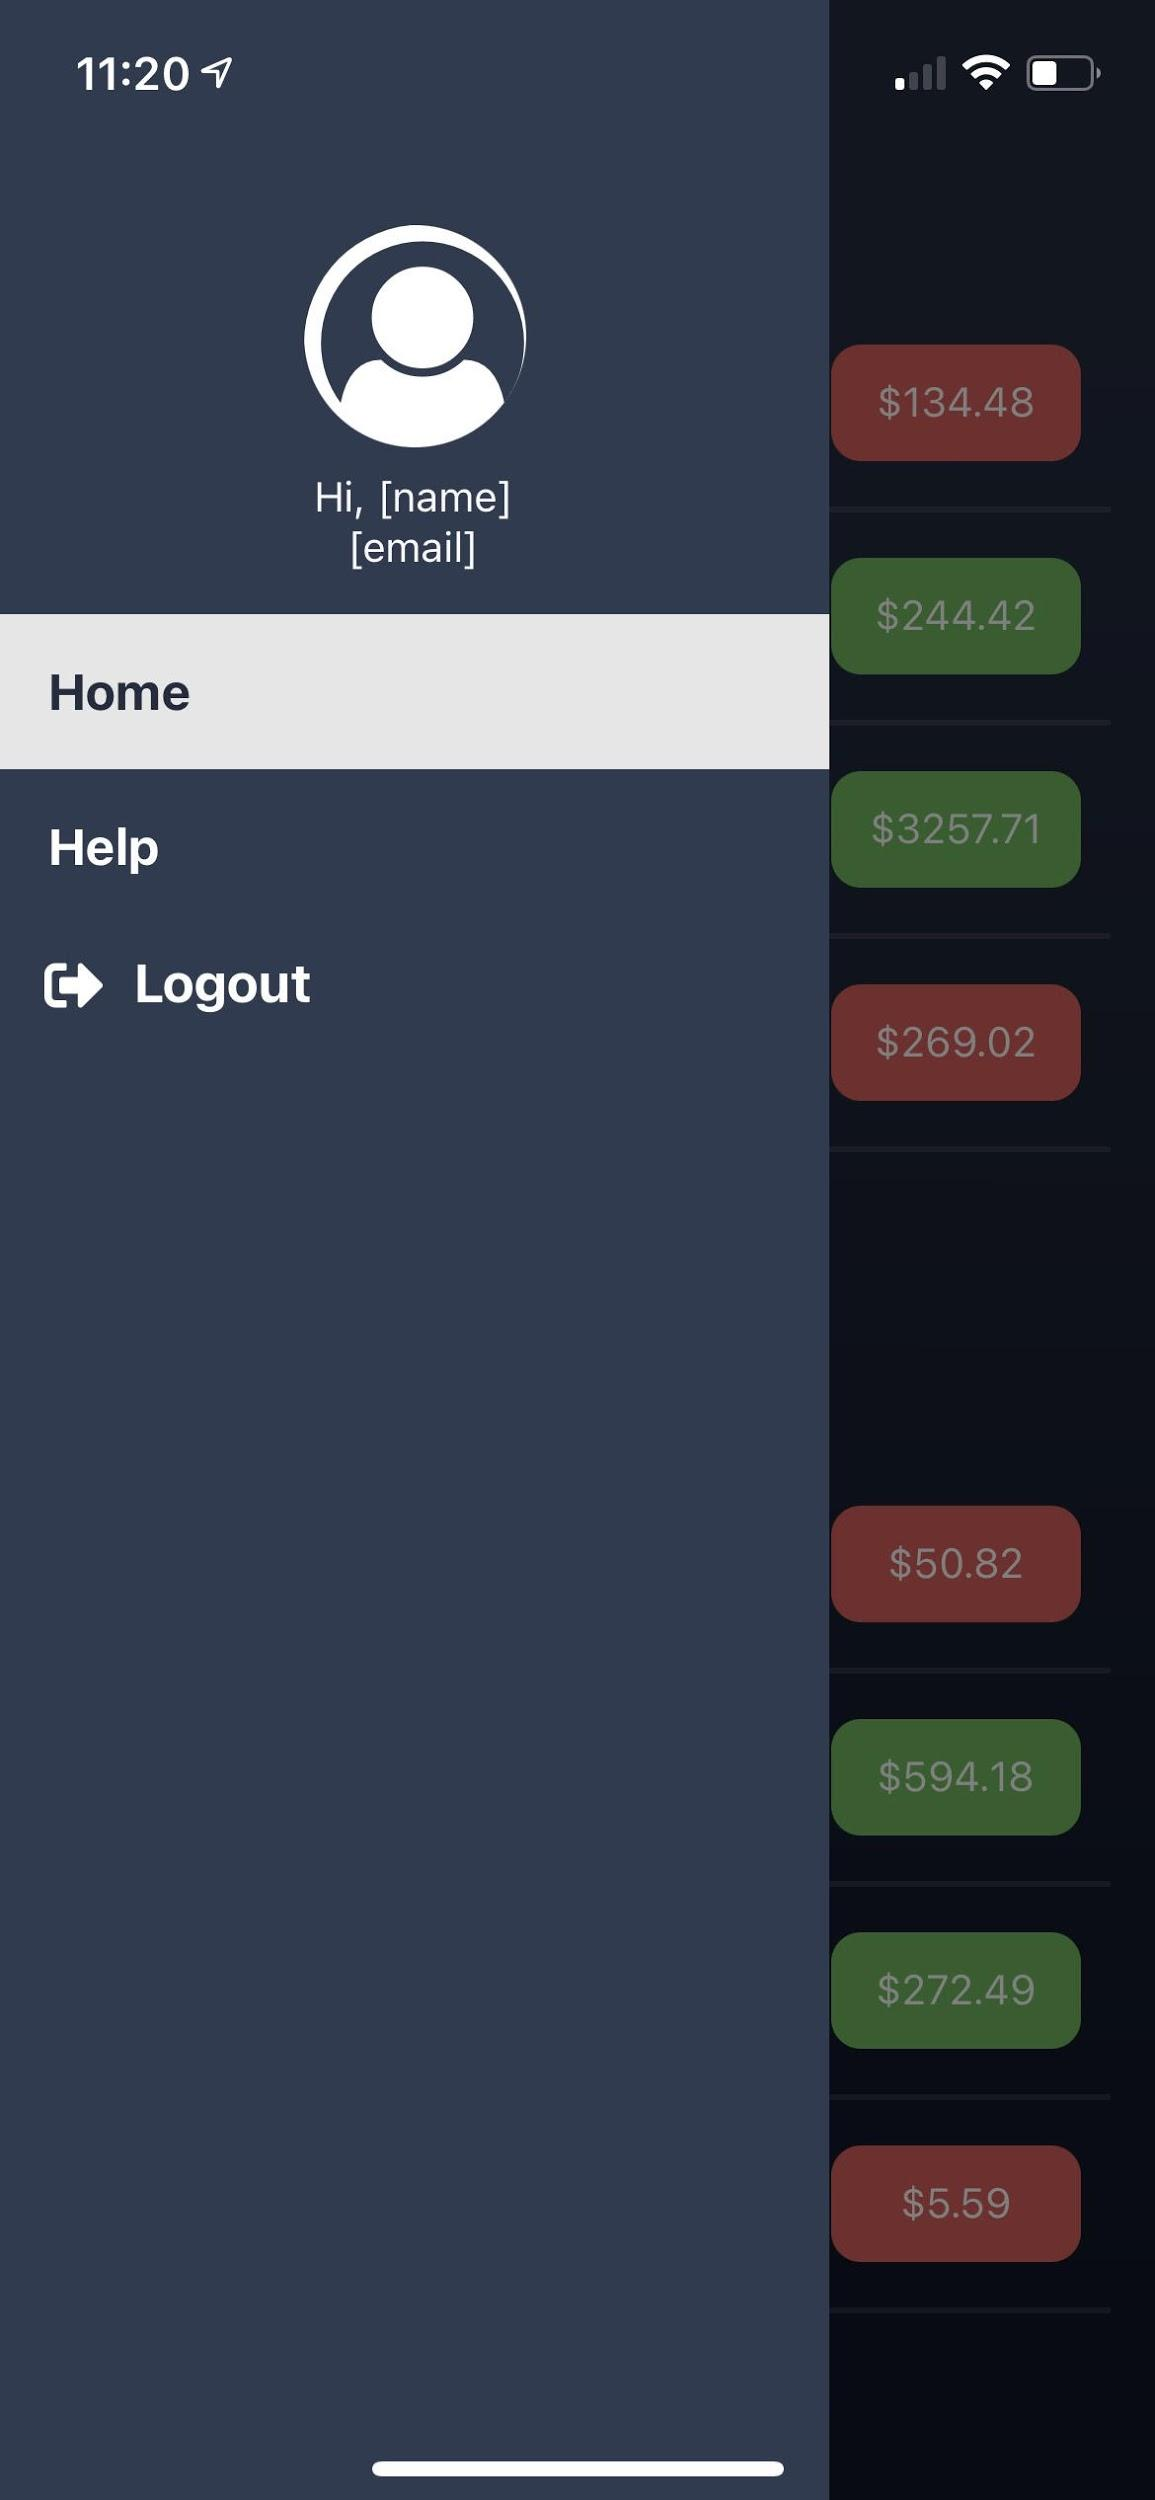 11:20
Hi, [name]
[email]
Home
Help
Logout
$134.48
$244.42
$3257.71
$269.02
$50.82
$594.18
$272.49
$5.59